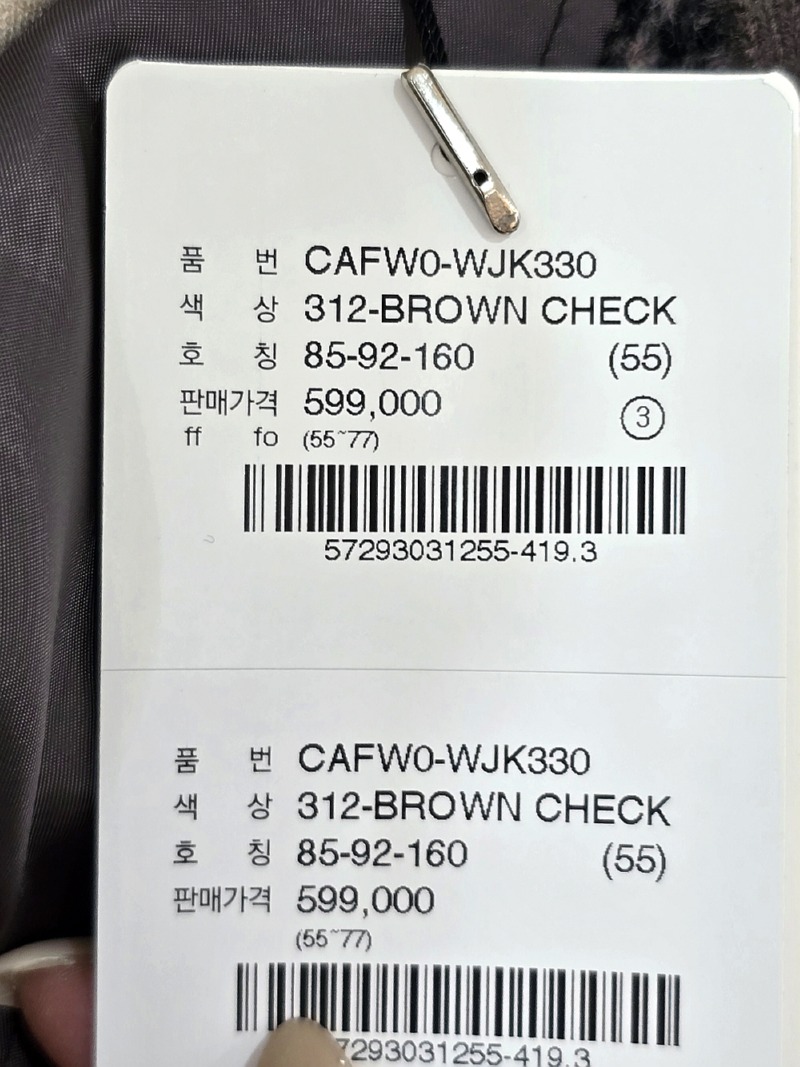 품 번 CAFW0-WJK330
색 상 312-BROWN CHECK
호 칭 85-92-160 (55)
판매가격 599,000 ③
ff fo (55~77)
57293031255-419.3
품 번 CAFW0-WJK330
색 상 312-BROWN CHECK
호 칭 85-92-160 (55)
판매가격 599,000
(55~77)
7293031255-419.3